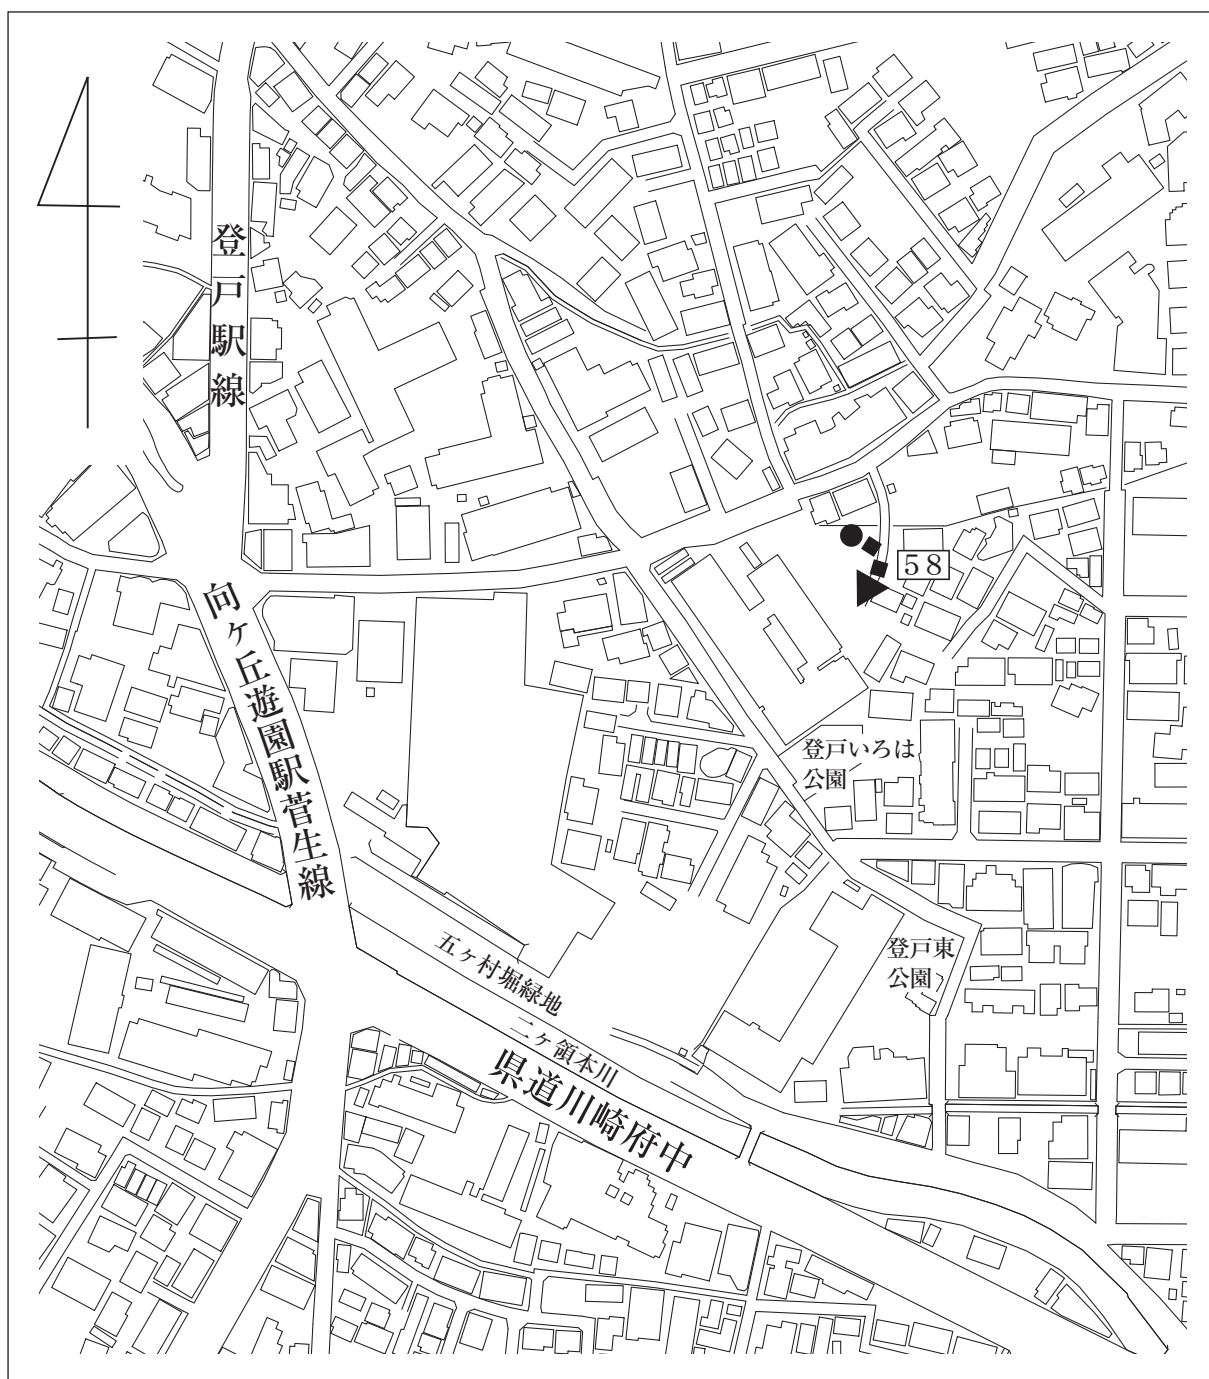 登戸駅線
58
向ヶ丘遊園駅菅生線
登戸いろは
公園
登戸東
公園
五ヶ村堀緑地
二ヶ領本川
県道川崎府中